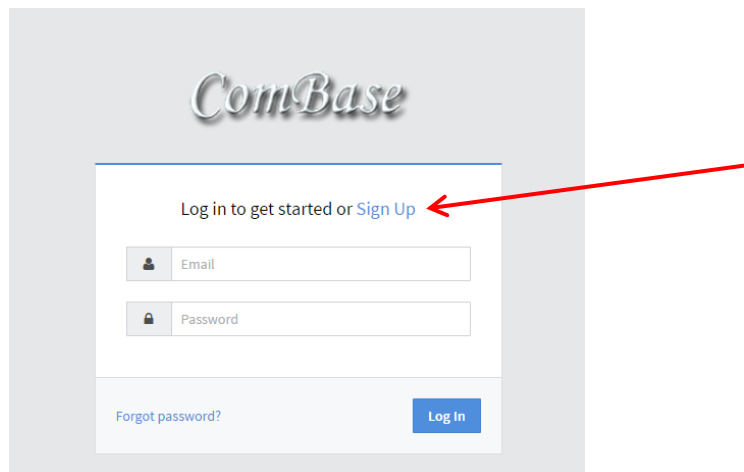 ComBase
Log in to get started or Sign Up
Email
Password
Forgot password?
Log In